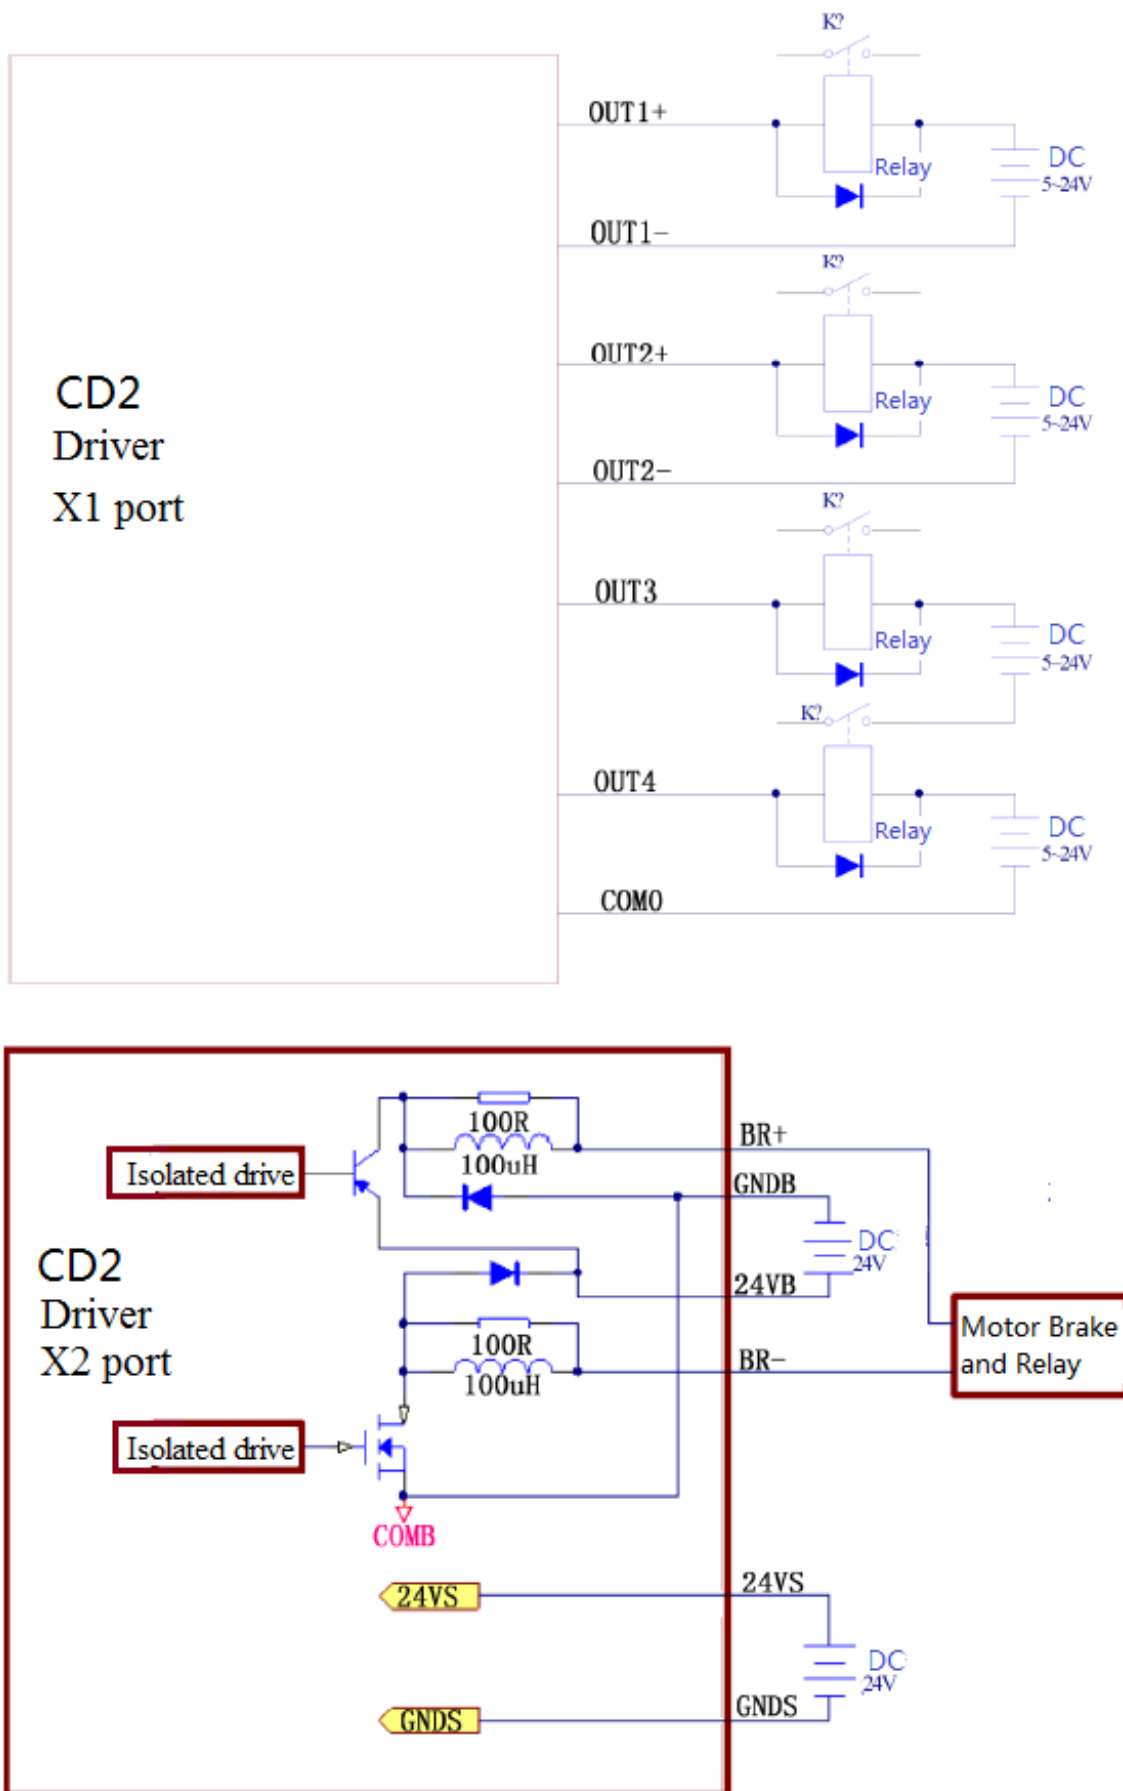 K?
OUT1+
Relay
DC
5~24V
OUT1-
K?
OUT2+
Relay
DC
5~24V
OUT2-
CD2
Driver
X1 port
K?
OUT3
Relay
DC
5~24V
K?
OUT4
Relay
DC
5~24V
COMO
100R
100uH
BR+
Isolated drive
GNDB
DC
24V
24VB
CD2
Driver
X2 port
100R
100uH
BR-
Motor Brake
and Relay
Isolated drive
COMB
24VS
24VS
DC
24V
GNDS
GNDS